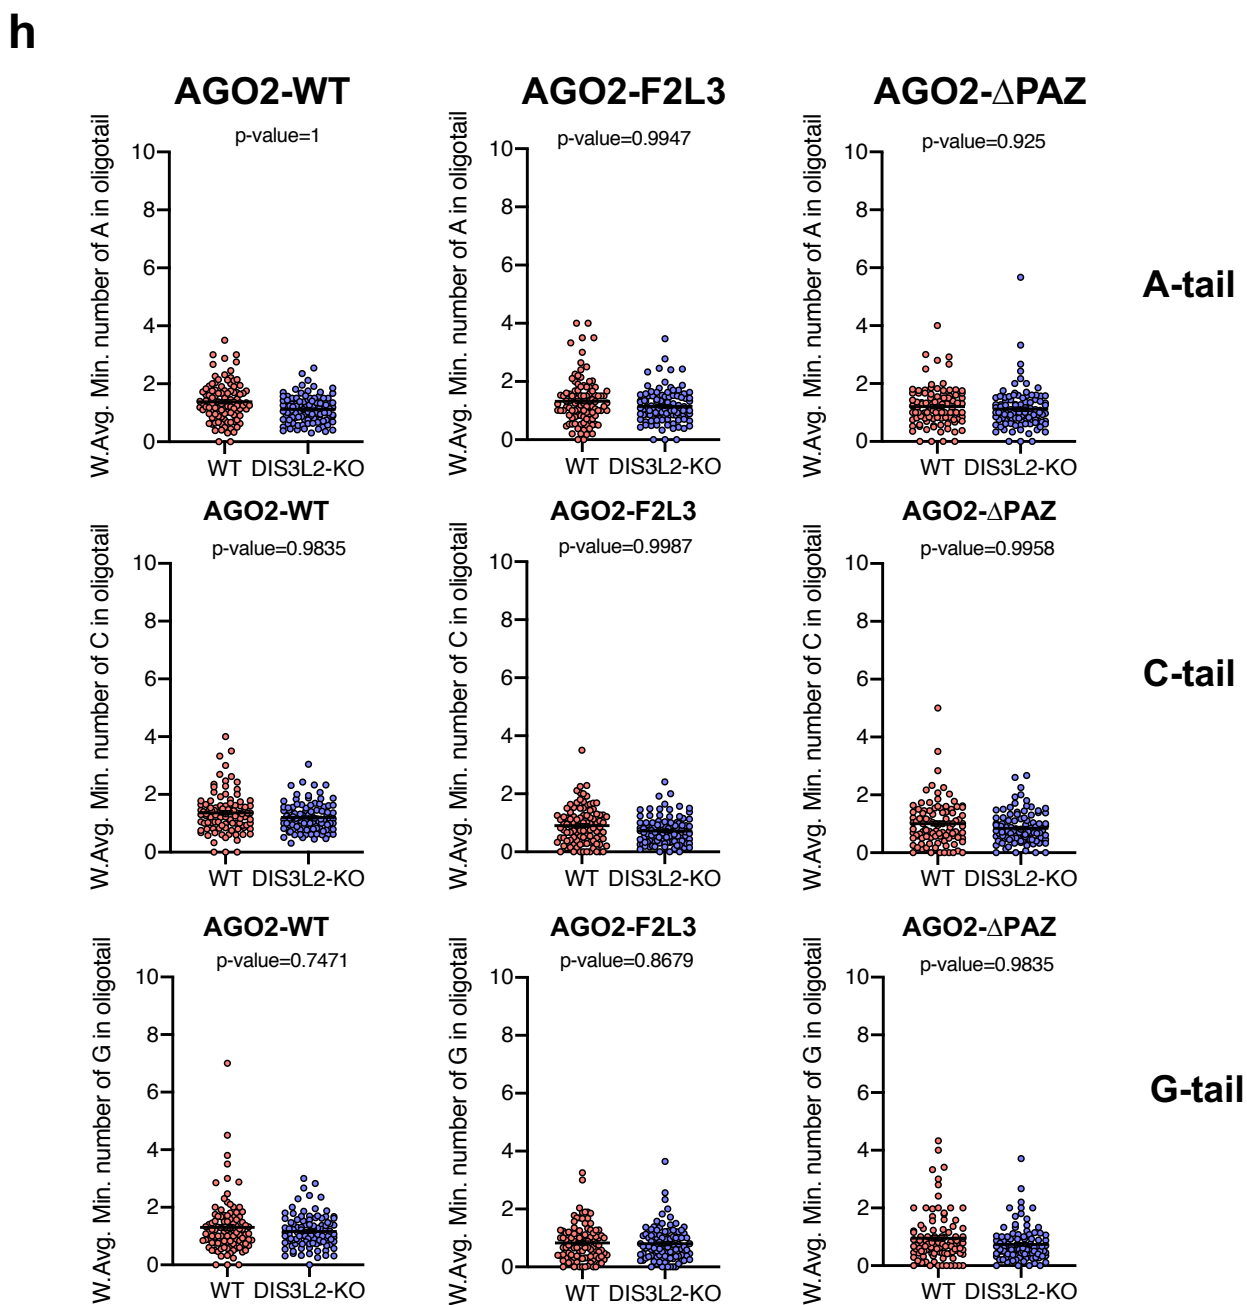 h
AGO2-WT
AGO2-F2L3
AGO2-∆PAZ
p-value=1
p-value=0.9947
p-value=0.925
W.Avg. Min. number of A in oligotail
10
8
6
4
2
0
WT DIS3L2-KO
W.Avg. Min. number of A in oligotail
10
8
6
4
2
0
WT DIS3L2-KO
W.Avg. Min. number of A in oligotail
10
8
6
4
2
0
WT DIS3L2-KO
A-tail
AGO2-WT
AGO2-F2L3
AGO2-∆PAZ
p-value=0.9835
p-value=0.9987
p-value=0.9958
W.Avg. Min. number of C in oligotail
10
8
6
4
2
0
WT DIS3L2-KO
W.Avg. Min. number of C in oligotail
10
8
6
4
2
0
WT DIS3L2-KO
W.Avg. Min. number of C in oligotail
10
8
6
4
2
0
WT DIS3L2-KO
C-tail
AGO2-WT
AGO2-F2L3
AGO2-∆PAZ
p-value=0.7471
p-value=0.8679
p-value=0.9835
W.Avg. Min. number of G in oligotail
10
8
6
4
2
0
WT DIS3L2-KO
W.Avg. Min. number of G in oligotail
10
8
6
4
2
0
WT DIS3L2-KO
W.Avg. Min. number of G in oligotail
10
8
6
4
2
0
WT DIS3L2-KO
G-tail